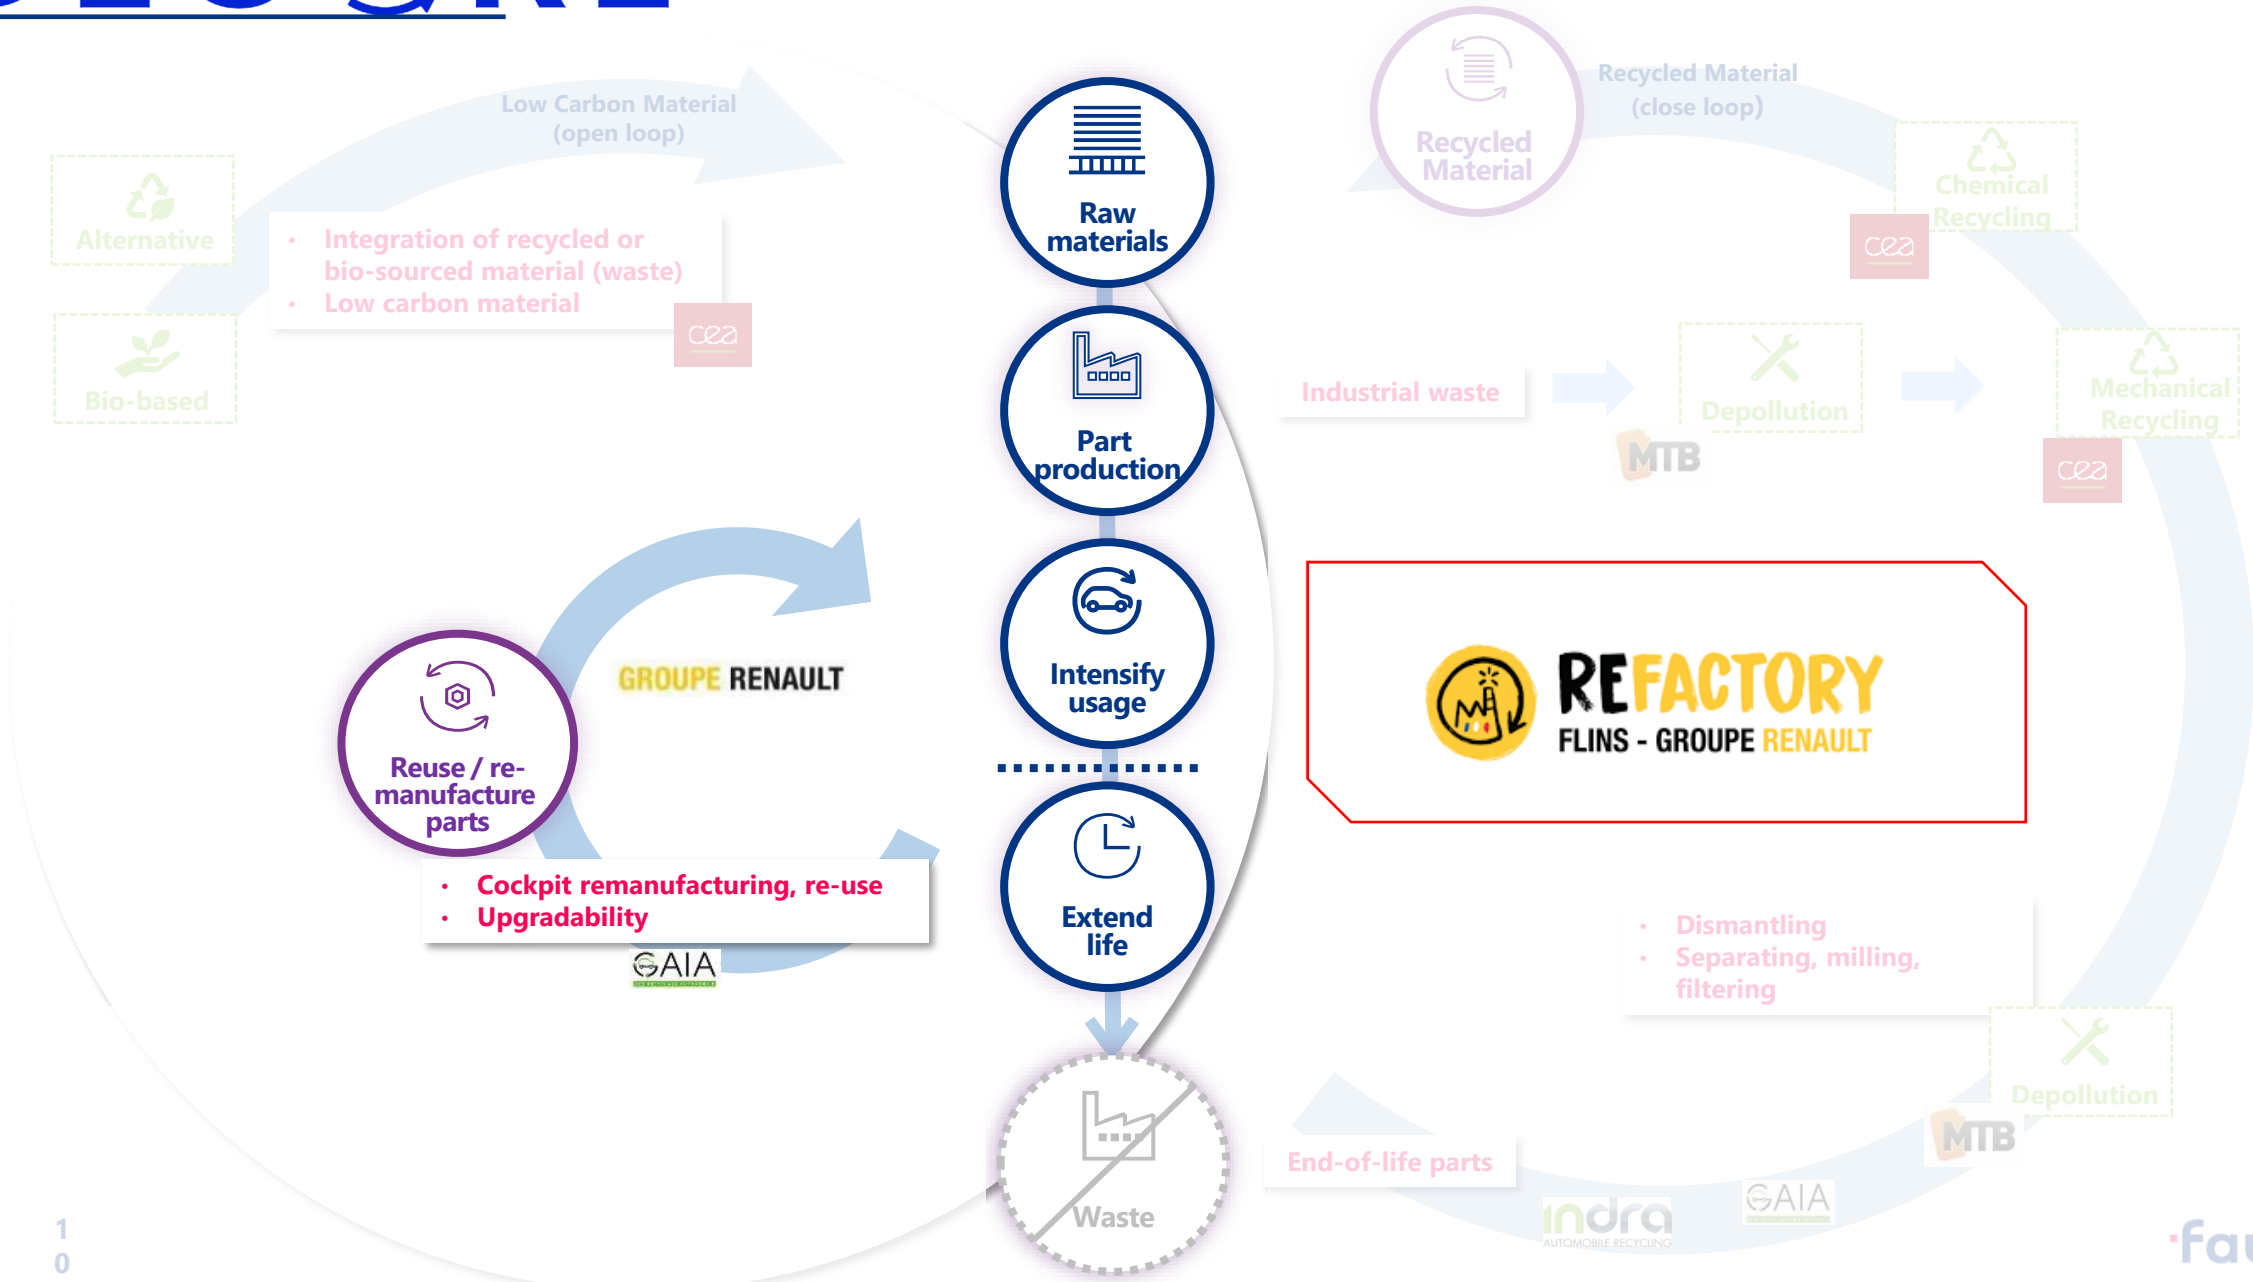 Low Carbon Material
(open loop)
Alternative
• Integration of recycled or
bio-sourced material (waste)
• Low carbon material
cea
Bio-based
Raw
materials
Part
production
Intensify
usage
Extend
life
Waste
Recycled
Material
Recycled Material
(close loop)
Chemical
Recycling
cea
Industrial waste
Depollution
MTB
Mechanical
Recycling
cea
GROUPE RENAULT
Reuse / re-
manufacture
parts
• Cockpit remanufacturing, re-use
• Upgradability
GAIA
REFACTORY
FLINS - GROUPE RENAULT
• Dismantling
• Separating, milling,
filtering
Depollution
MTB
End-of-life parts
indra
AUTOMOBILE RECYCLING
GAIA
1
0